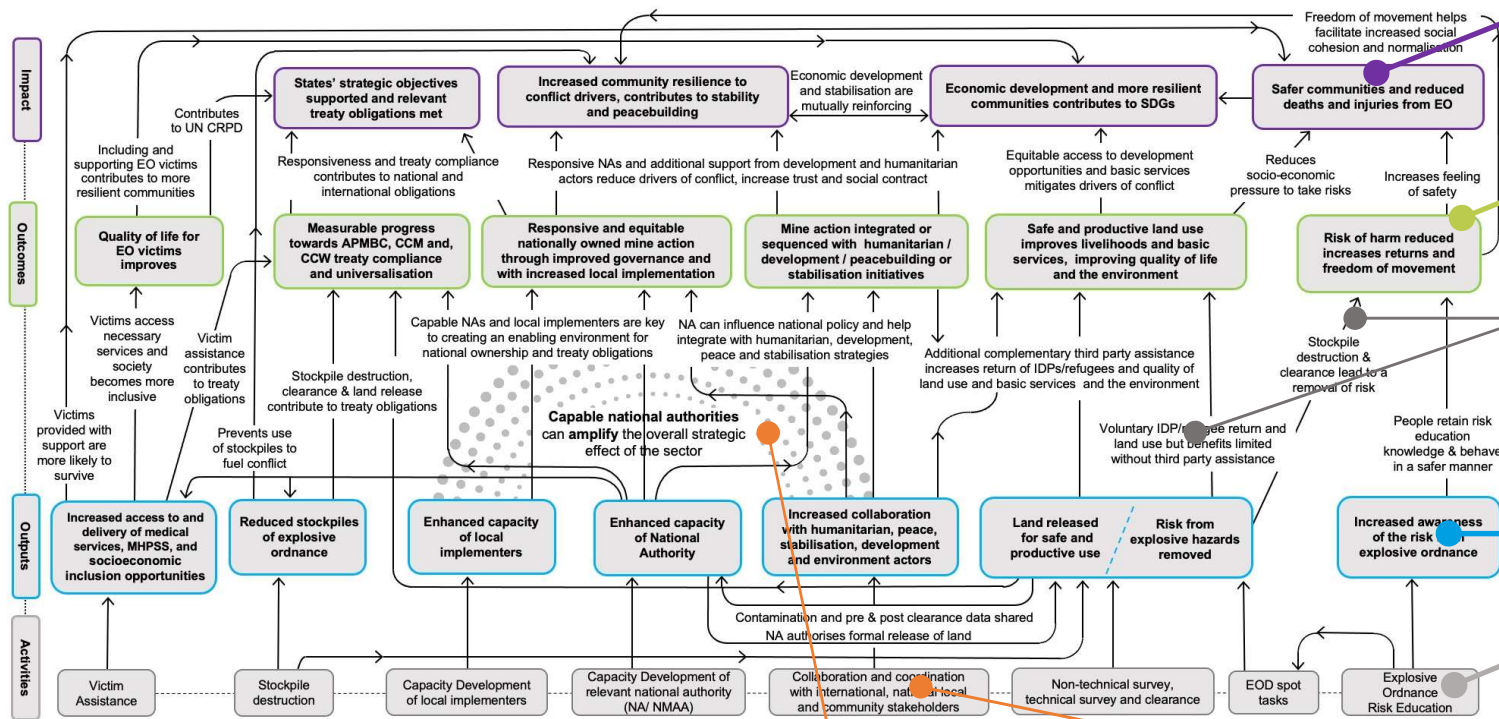 Freedom of movement helps
facilitate increased social
cohesion and normalisation
Impact
States' strategic objectives
supported and relevant
treaty obligations met
Increased community resilience to
conflict drivers, contributes to stability
and peacebuilding
Economic development
and stabilisation are
mutually reinforcing
Economic development and more resilient
communities contributes to SDGs
Safer communities and reduced
deaths and injuries from EO
Contributes
to UN CRPD
Including and
supporting EO victims
contributes to more
resilient communities
Responsiveness and treaty compliance
contributes to national and
international obligations
Responsive NAs and additional support from development and humanitarian
actors reduce drivers of conflict, increase trust and social contract
Equitable access to development
opportunities and basic services
mitigates drivers of conflict
Reduces
socio-economic
pressure to take risks
Increases feeling
of safety
Outcomes
Quality of life for
EO victims
improves
Measurable progress
towards APMBC, CCM and,
CCW treaty compliance
and universalisation
Responsive and equitable
nationally owned mine action
through improved governance and
with increased local implementation
Mine action integrated or
sequenced with humanitarian /
development / peacebuilding or
stabilisation initiatives
Safe and productive land use
improves livelihoods and basic
services, improving quality of life
and the environment
Risk of harm reduced
increases returns and
freedom of movement
Victims access
necessary
services and
society
becomes more
inclusive
Victim
assistance
contributes
to treaty
obligations
Capable NAs and local implementers are key
to creating an enabling environment for
national ownership and treaty obligations
NA can influence national policy and help
integrate with humanitarian, development,
peace and stabilisation strategies
Additional complementary third party assistance
increases return of IDPs/refugees and quality of
land use and basic services and the environment
Stockpile
destruction &
clearance lead to a
removal of risk
Stockpile destruction,
clearance & land release
contribute to treaty obligations
Victims
provided with
support are
more likely to
survive
Prevents use
of stockpiles to
fuel conflict
Capable national authorities
can amplify the overall strategic
effect of the sector
Voluntary IDP/refugee return and
land use but benefits limited
without third party assistance
People retain risk
education
knowledge & behave
in a safer manner
Outputs
Increased access to and
delivery of medical
services, MHPSS, and
socioeconomic
inclusion opportunities
Reduced stockpiles
of explosive
ordnance
Enhanced capacity
of local
implementers
Enhanced capacity
of National
Authority
Increased collaboration
with humanitarian, peace,
stabilisation, development
and environment actors
Land released
for safe and
productive use
Risk from
explosive hazards
removed
Increased awareness
of the risk
explosive ordnance
Contamination and pre & post clearance data shared
NA authorises formal release of land
Activities
Victim
Assistance
Stockpile
destruction
Capacity Development
of local implementers
Capacity Development of
relevant national authority
(NA/ NMAA)
Collaboration and coordination
with international, national local
and community stakeholders
Non-technical survey,
technical survey and clearance
EOD spot
tasks
Explosive
Ordnance
Risk Education